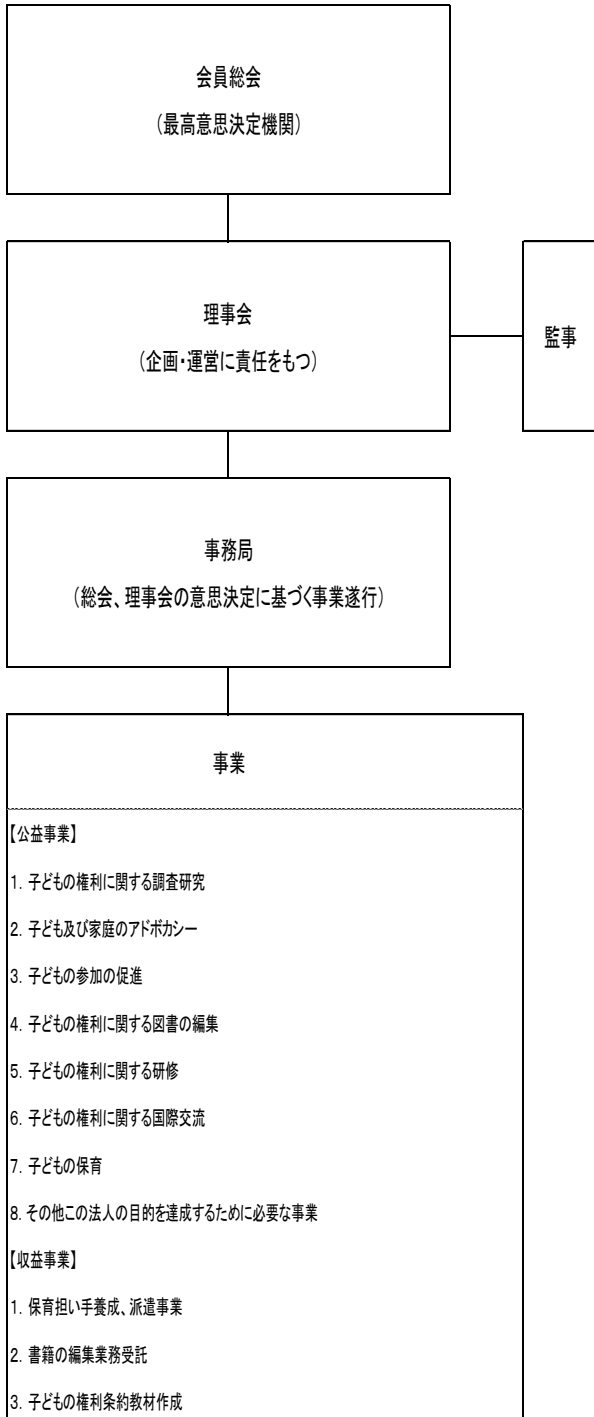 会員総会
(最高意思決定機関)
理事会
(企画・運営に責任をもつ)
監事
事務局
(総会、理事会の意思決定に基づく事業遂行)
事業
【公益事業】
1. 子どもの権利に関する調査研究
2. 子ども及び家庭のアドボカシー
3. 子どもの参加の促進
4. 子どもの権利に関する図書の編集
5. 子どもの権利に関する研修
6. 子どもの権利に関する国際交流
7. 子どもの保育
8. その他この法人の目的を達成するために必要な事業
【収益事業】
1. 保育担い手養成、派遣事業
2. 書籍の編集業務受託
3. 子どもの権利条約教材作成